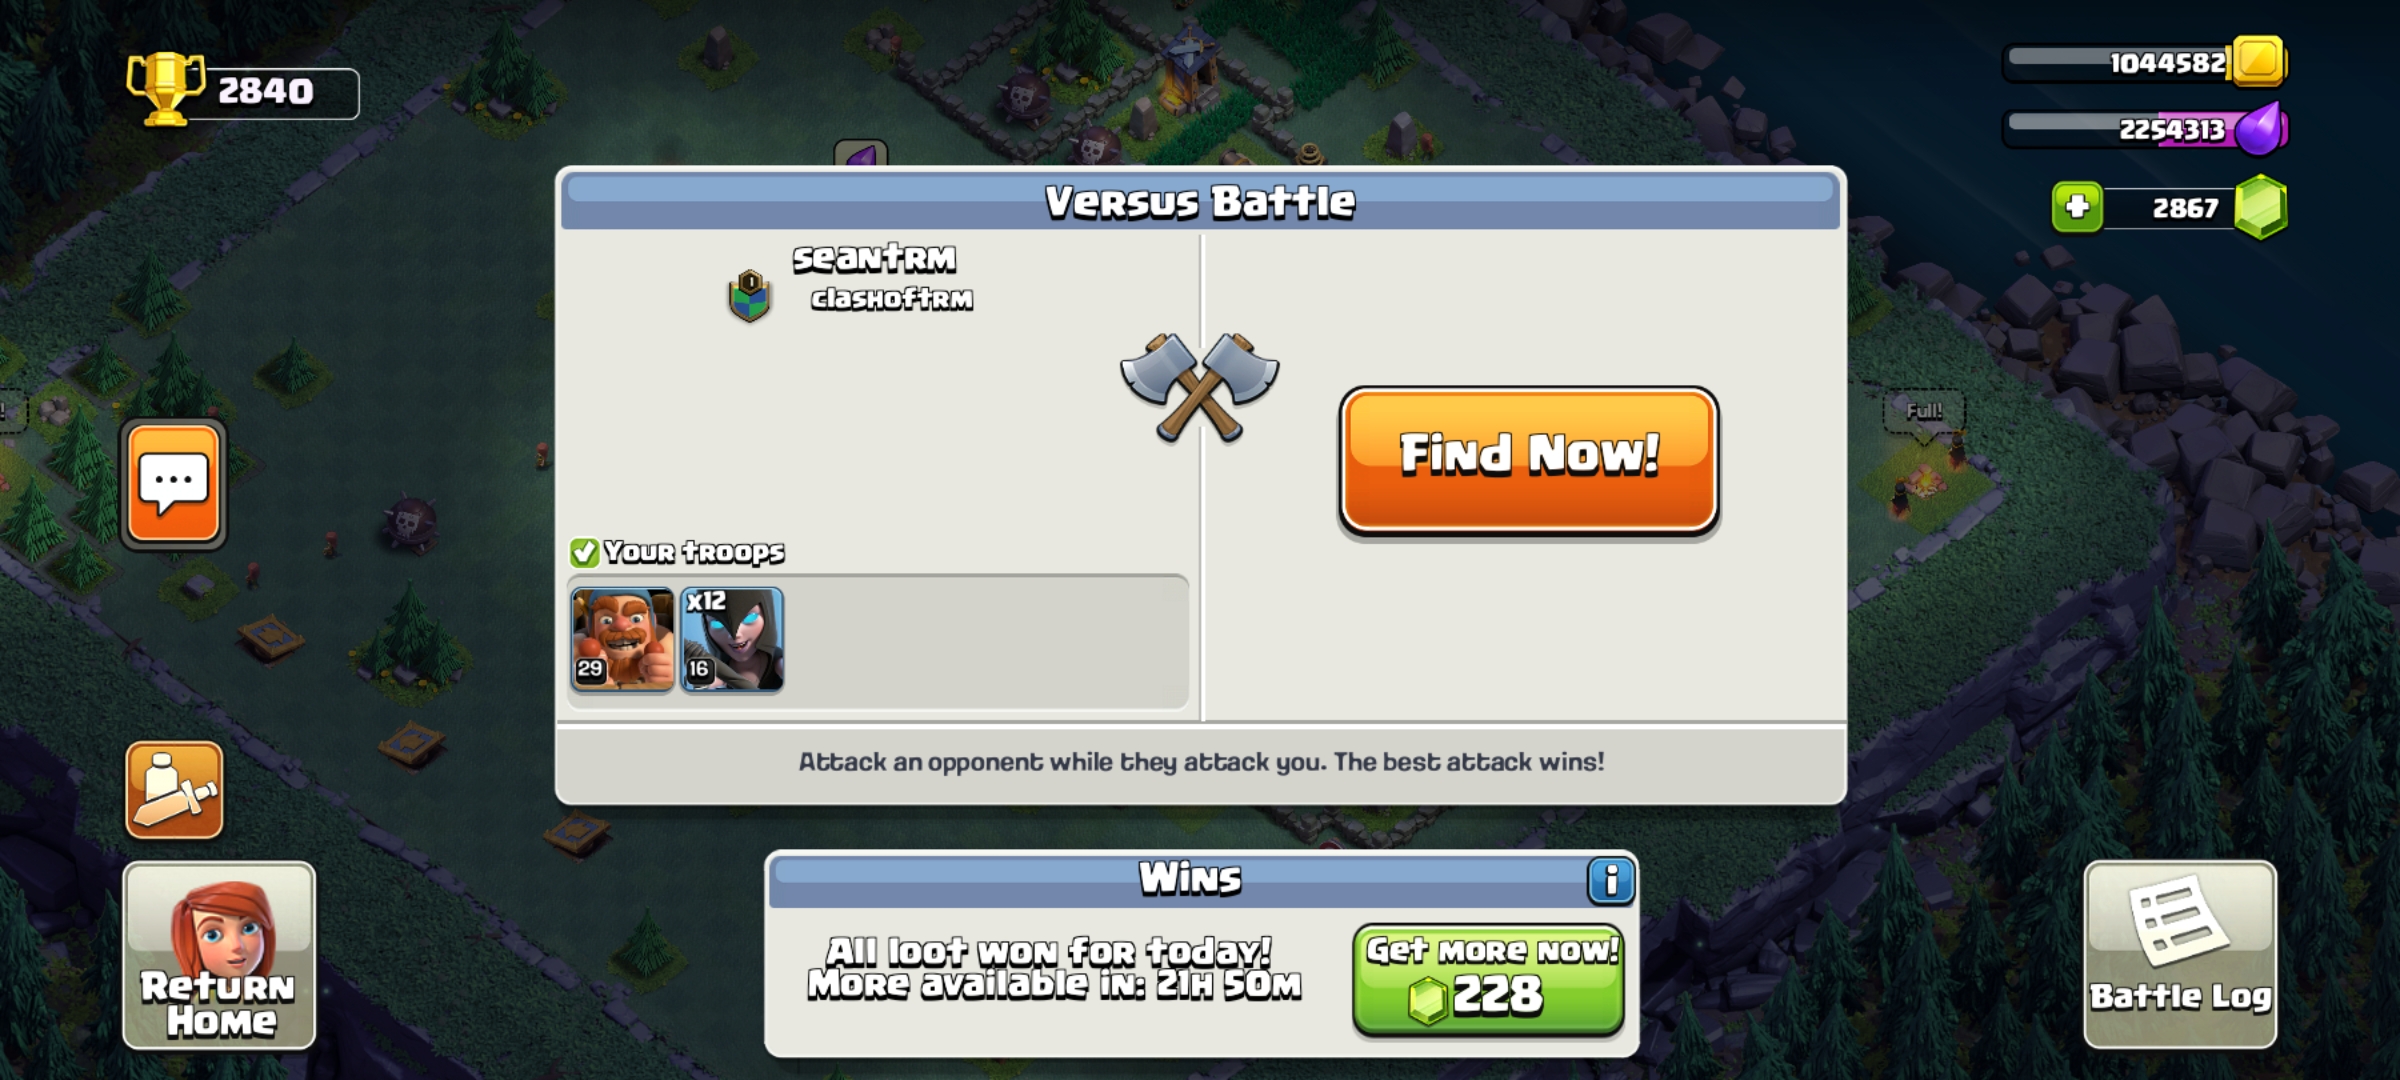 2840
1044582
2254313
2867
Versus Battle
seantrm
1
clashoftrm
Find Now!
Full!
!
Your troops
29
x12
16
Attack an opponent while they attack you. The best attack wins!
Wins
i
All loot won for today!
More available in: 21H 50M
Get more now!
228
Return
Home
Battle Log